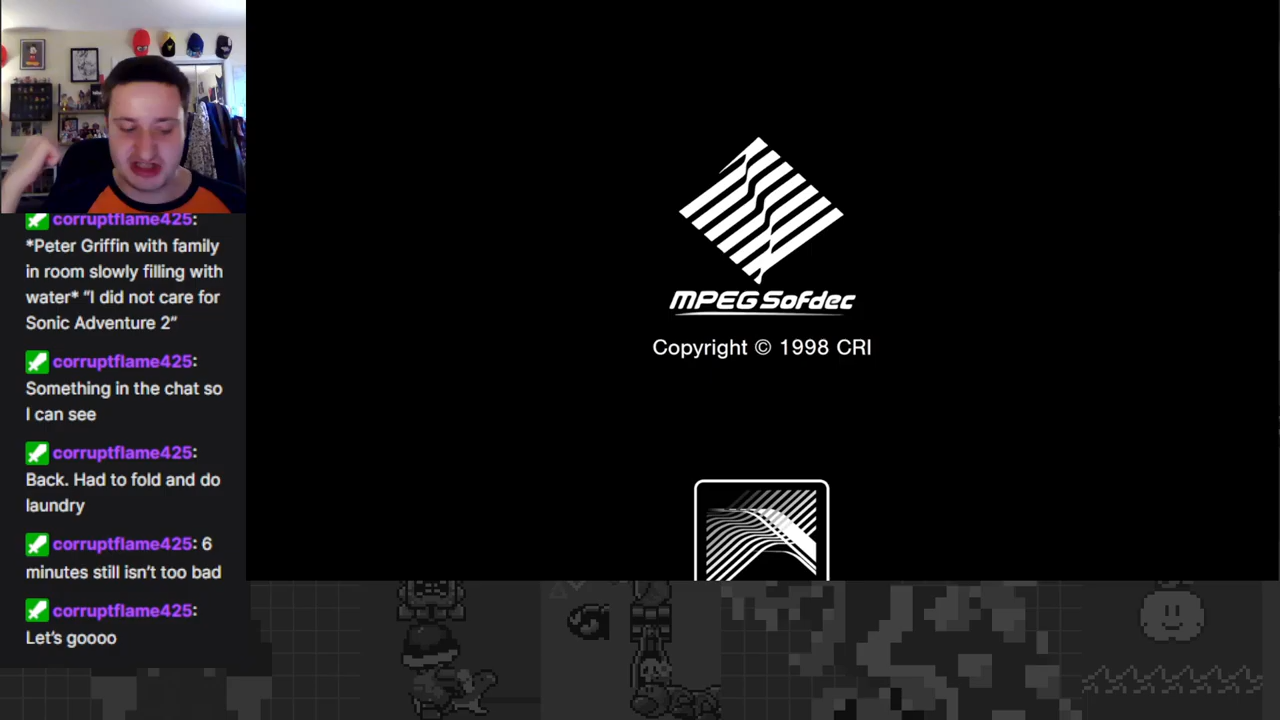 corruptflame425:
*Peter Griffin with family
in room slowly filling with
water* “I did not care for
Sonic Adventure 2”
corruptflame425:
Something in the chat so
I can see
corruptflame425:
Back. Had to fold and do
laundry
corruptflame425: 6
minutes still isn’t too bad
corruptflame425:
Let’s goooo
MPEG Sofdec
Copyright © 1998 CRI